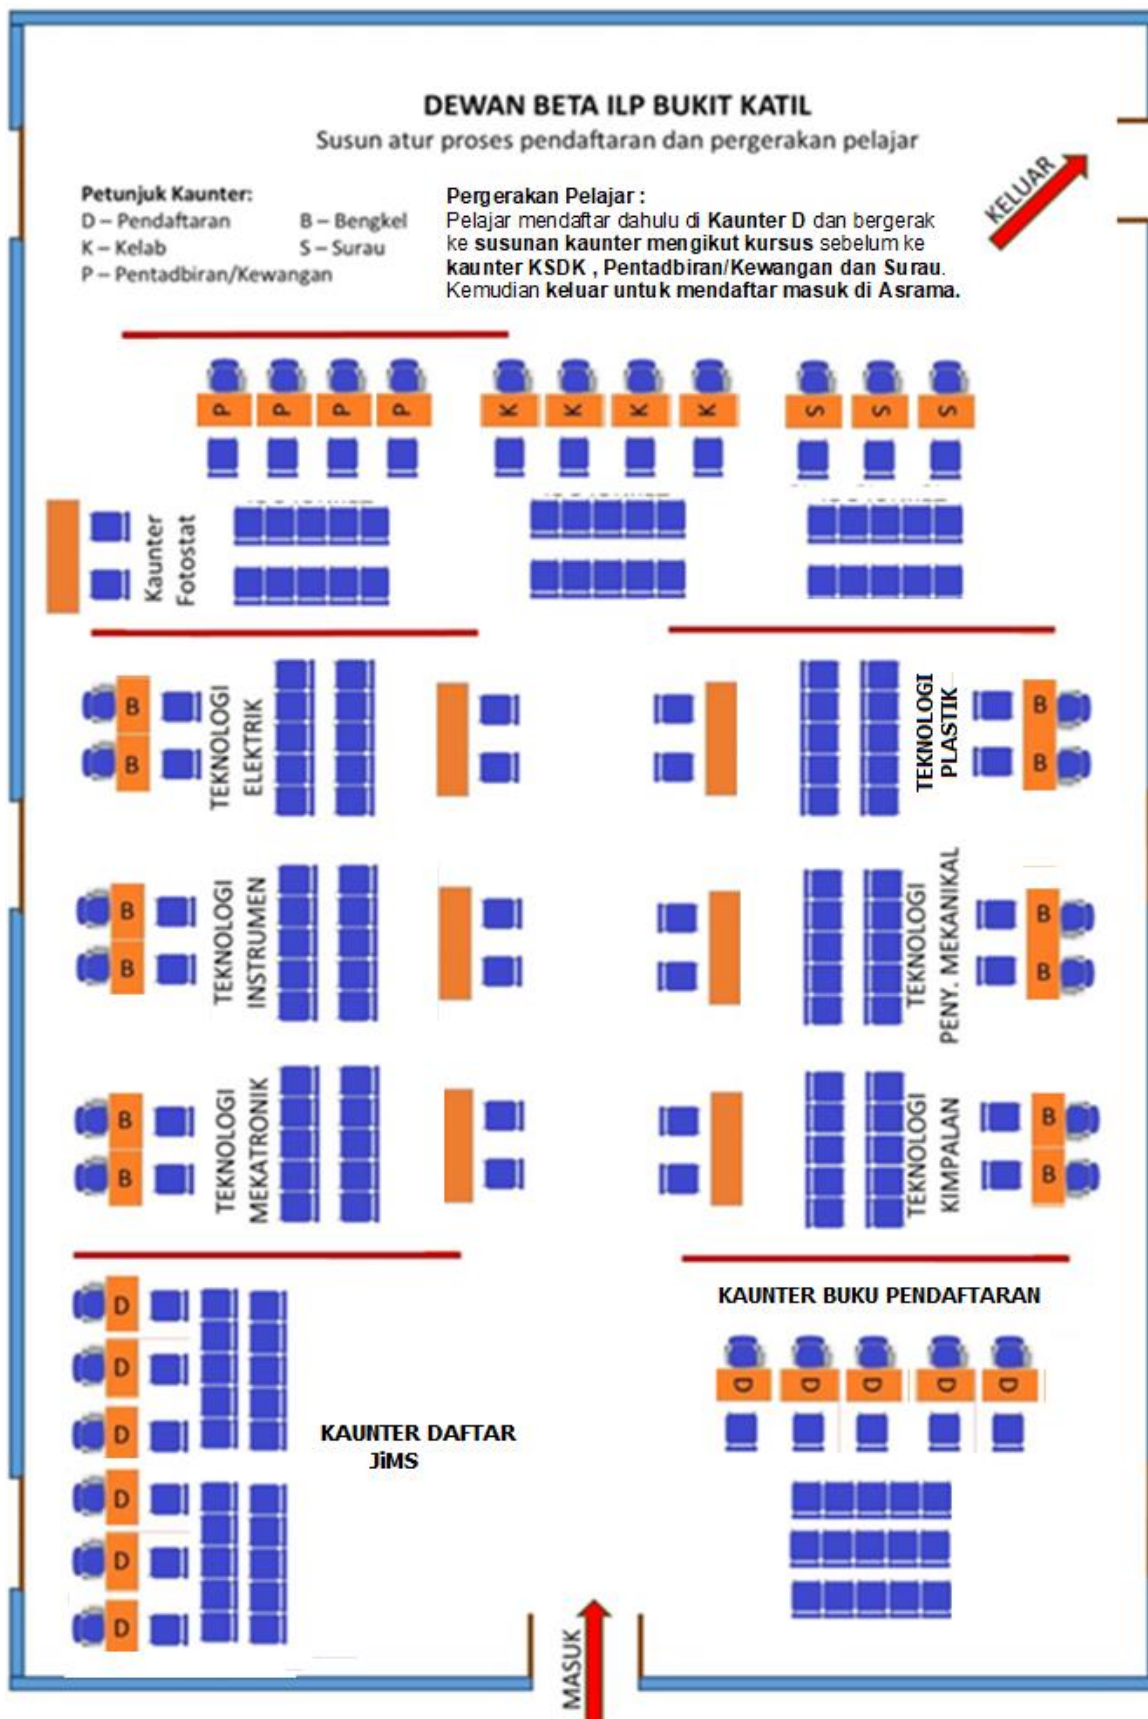 DEWAN BETA ILP BUKIT KATIL
Susun atur proses pendaftaran dan pergerakan pelajar
KELUAR
Petunjuk Kaunter:
D – Pendaftaran
B – Bengkel
K – Kelab
S – Surau
P – Pentadbiran/Kewangan
Pergerakan Pelajar :
Pelajar mendaftar dahulu di Kaunter D dan bergerak
ke susunan kaunter mengikut kursus sebelum ke
kaunter KSDK , Pentadbiran/Kewangan dan Surau.
Kemudian keluar untuk mendaftar masuk di Asrama.
P P P P K K K K S S S
Kaunter
Fotostat
B
B
TEKNOLOGI
ELEKTRIK
TEKNOLOGI
PLASTIK
B
B
B
B
TEKNOLOGI
INSTRUMEN
TEKNOLOGI
PENY. MEKANIKAL
B
B
B
B
TEKNOLOGI
MEKATRONIK
TEKNOLOGI
KIMPALAN
B
B
D
D
D
D
D
D
KAUNTER DAFTAR
JiMS
KAUNTER BUKU PENDAFTARAN
D D D D D
MASUK